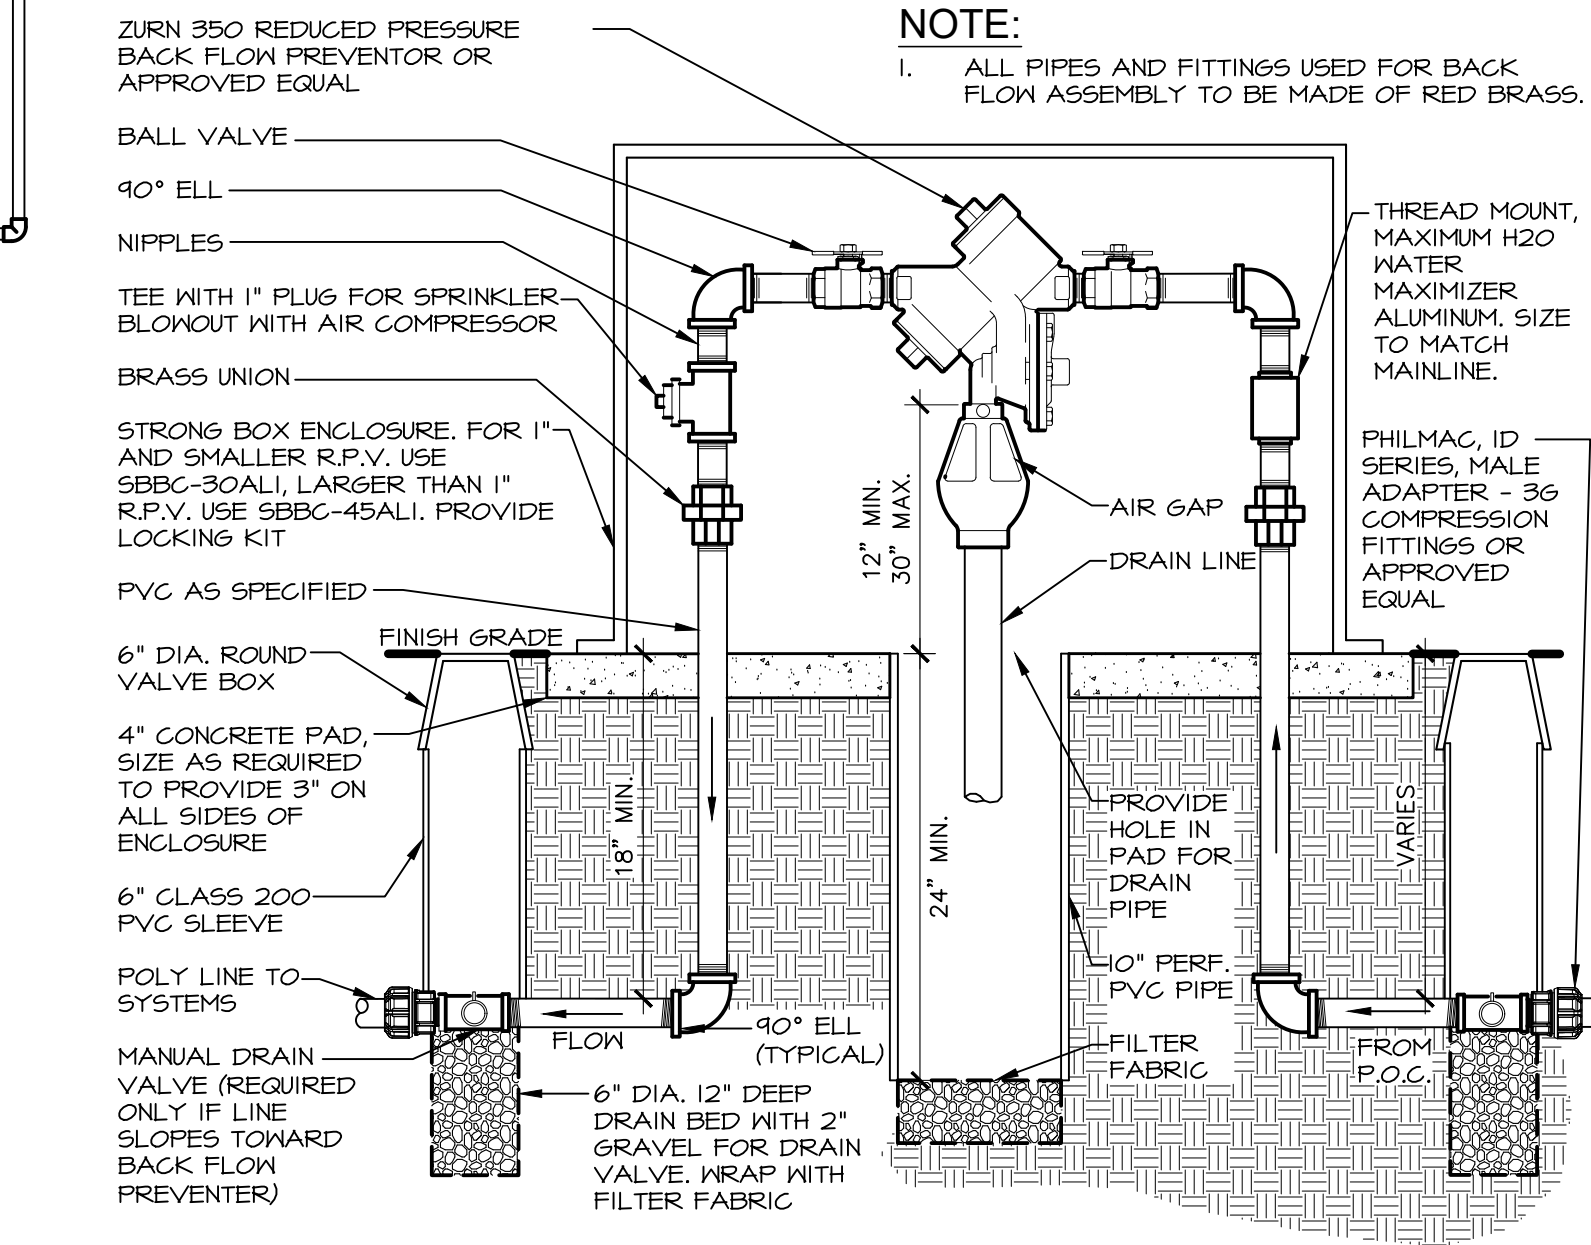 ZURN 350 REDUCED PRESSURE
BACK FLOW PREVENTOR OR
APPROVED EQUAL
BALL VALVE
90° ELL
NIPPLES
TEE WITH 1" PLUG FOR SPRINKLER
BLOWOUT WITH AIR COMPRESSOR
BRASS UNION
STRONG BOX ENCLOSURE. FOR 1"
AND SMALLER R.P.V. USE
SBBC-30ALI, LARGER THAN 1"
R.P.V. USE SBBC-45ALI. PROVIDE
LOCKING KIT
PVC AS SPECIFIED
FINISH GRADE
6" DIA. ROUND
VALVE BOX
4" CONCRETE PAD,
SIZE AS REQUIRED
TO PROVIDE 3" ON
ALL SIDES OF
ENCLOSURE
6" CLASS 200
PVC SLEEVE
POLY LINE TO
SYSTEMS
MANUAL DRAIN
VALVE (REQUIRED
ONLY IF LINE
SLOPES TOWARD
BACK FLOW
PREVENTER)
18" MIN.
FLOW
90° ELL
(TYPICAL)
6" DIA. 12" DEEP
DRAIN BED WITH 2"
GRAVEL FOR DRAIN
VALVE. WRAP WITH
FILTER FABRIC
NOTE:
1. ALL PIPES AND FITTINGS USED FOR BACK
FLOW ASSEMBLY TO BE MADE OF RED BRASS.
12" MIN.
30" MAX.
24" MIN.
AIR GAP
DRAIN LINE
PROVIDE
HOLE IN
PAD FOR
DRAIN
PIPE
10" PERF.
PVC PIPE
FILTER
FABRIC
THREAD MOUNT,
MAXIMUM H2O
WATER
MAXIMIZER
ALUMINUM. SIZE
TO MATCH
MAINLINE.
PHILMAC, ID
SERIES, MALE
ADAPTER - 3G
COMPRESSION
FITTINGS OR
APPROVED
EQUAL
VARIES
FROM
P.O.C.